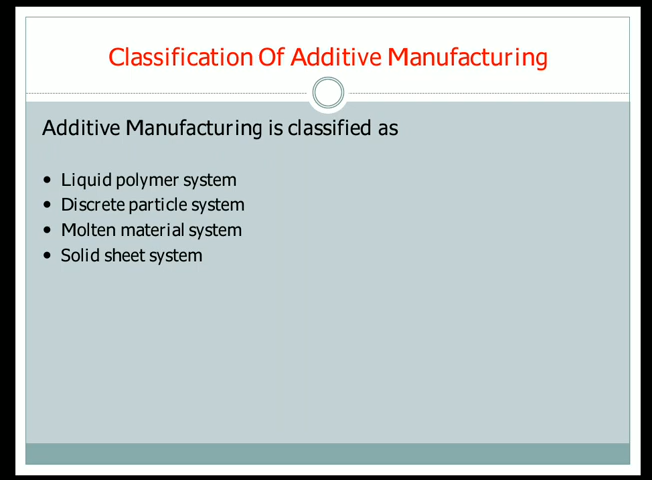 Classification Of Additive Manufacturing
Additive Manufacturing is classified as
• Liquid polymer system
• Discrete particle system
• Molten material system
• Solid sheet system